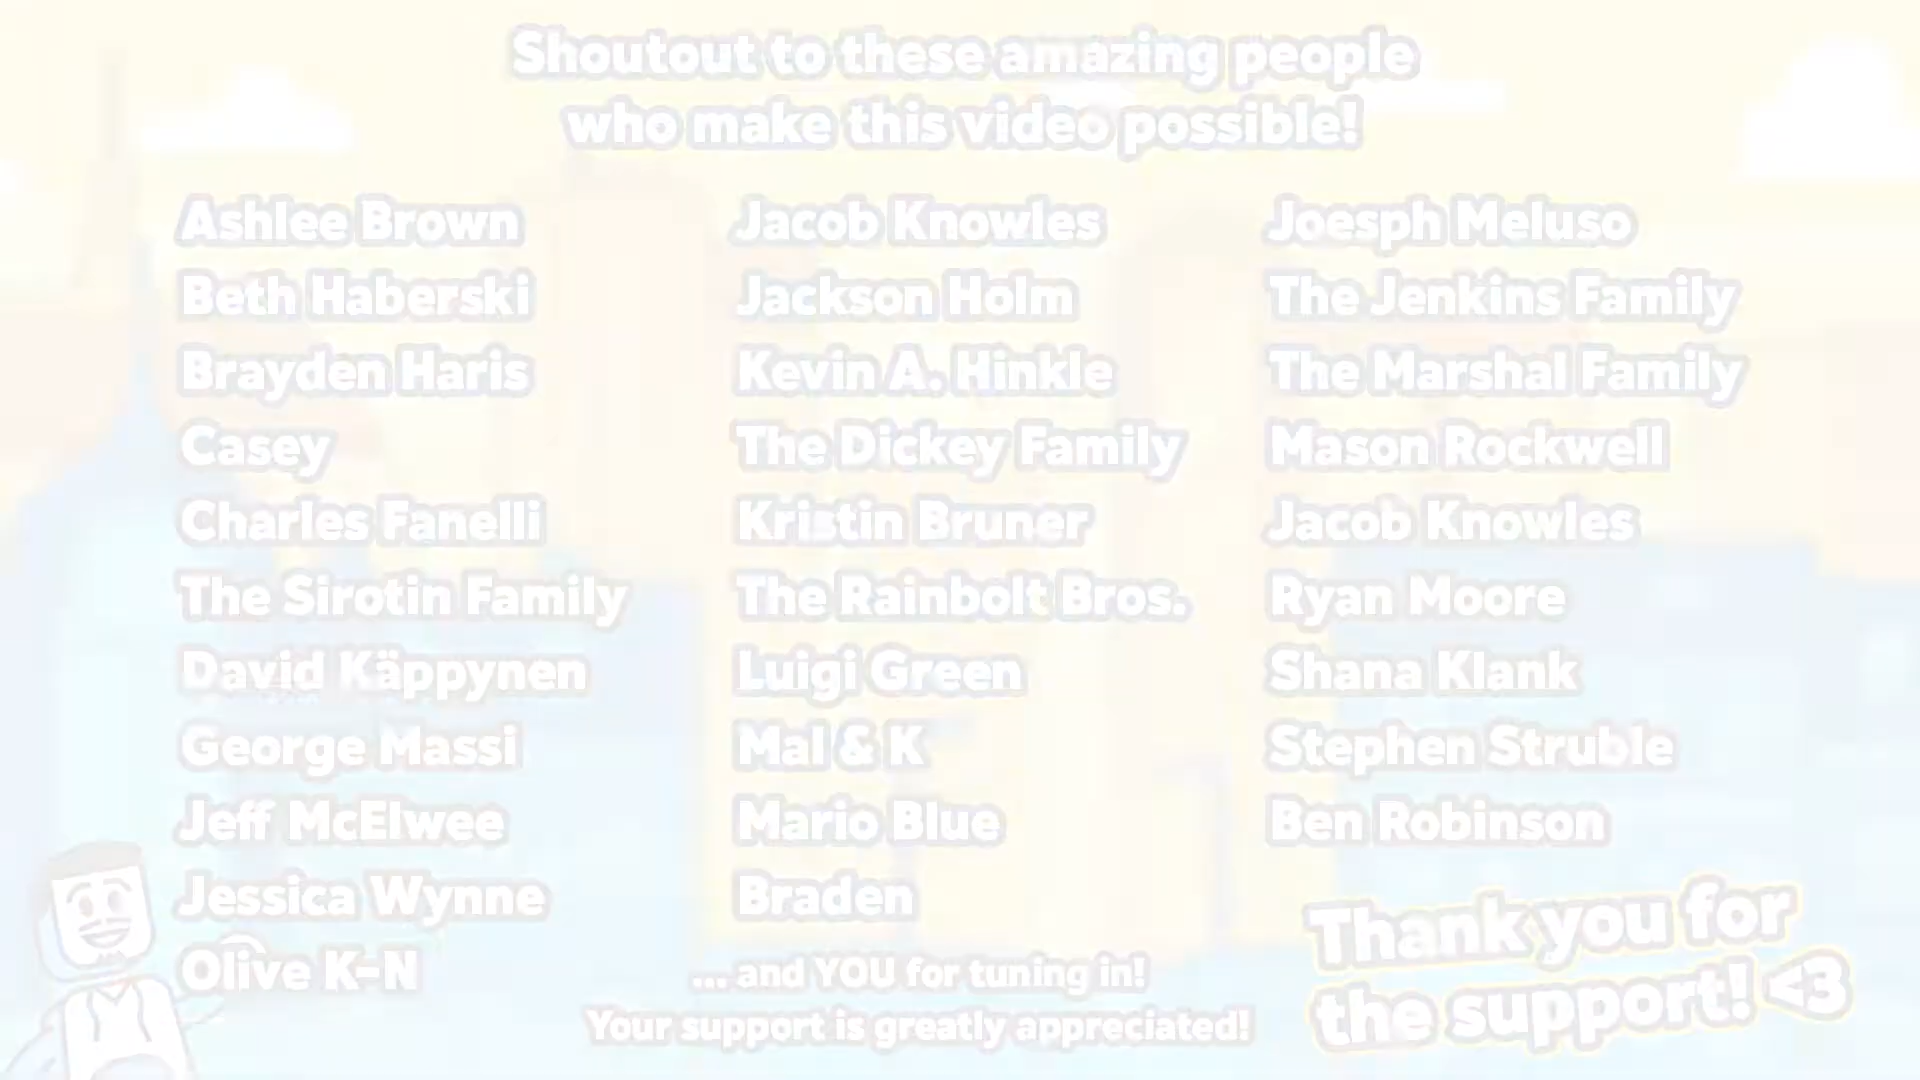 Shoutout to these amazing people
who make this video possible!
Ashlee Brown
Beth Haberski
Brayden Haris
Casey
Charles Fanelli
The Sirotin Family
David Käppynen
George Massi
Jeff McElwee
Jessica Wynne
Olive K-N
Jacob Knowles
Jackson Holm
Kevin A. Hinkle
The Dickey Family
Kristin Bruner
The Rainbolt Bros.
Luigi Green
Mal & K
Mario Blue
Braden
Joesph Meluso
The Jenkins Family
The Marshal Family
Mason Rockwell
Jacob Knowles
Ryan Moore
Shana Klank
Stephen Struble
Ben Robinson
... and YOU for tuning in!
Your support is greatly appreciated!
Thank you for
the support! <3